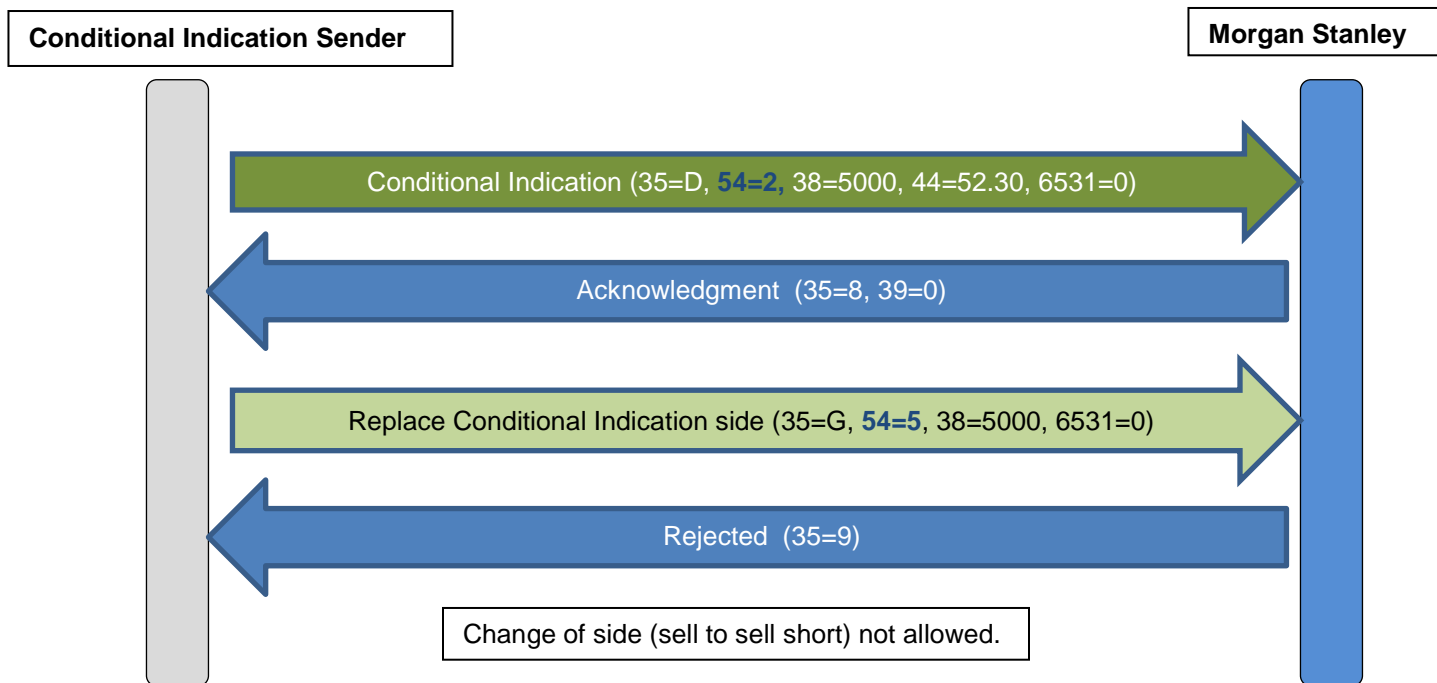 Conditional Indication Sender
Morgan Stanley
Conditional Indication (35=D, 54=2, 38=5000, 44=52.30, 6531=0)
Acknowledgment (35=8, 39=0)
Replace Conditional Indication side (35=G, 54=5, 38=5000, 6531=0)
Rejected (35=9)
Change of side (sell to sell short) not allowed.